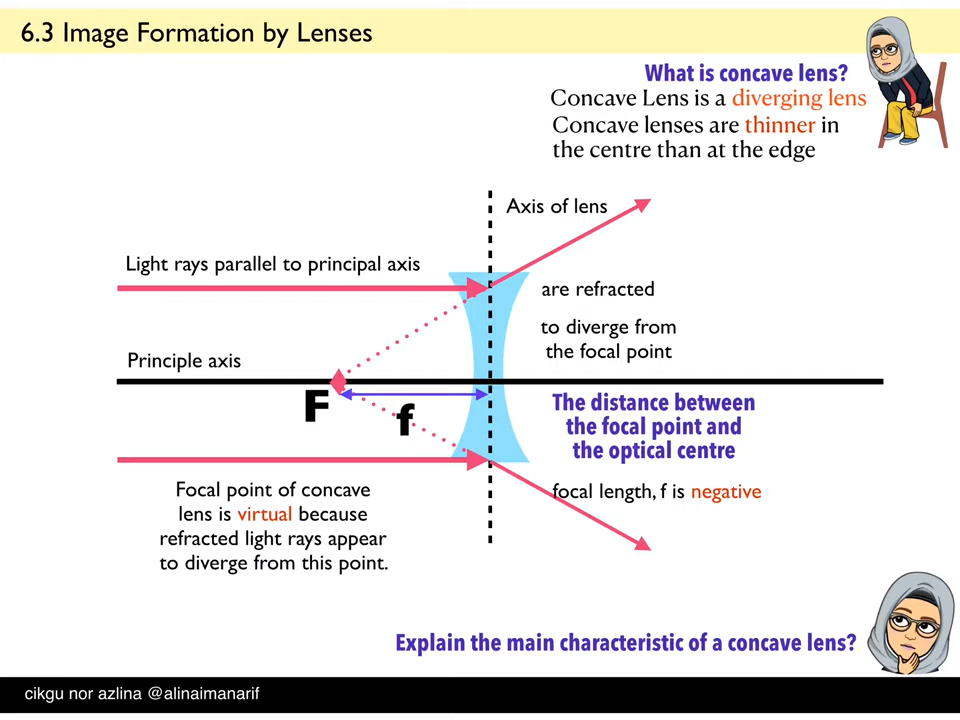 6.3 Image Formation by Lenses
What is concave lens?
Concave Lens is a diverging lens
Concave lenses are thinner in
the centre than at the edge
Axis of lens
Light rays parallel to principal axis
are refracted
to diverge from
the focal point
Principle axis
F
f
The distance between
the focal point and
the optical centre
focal length, f is negative
Focal point of concave
lens is virtual because
refracted light rays appear
to diverge from this point.
Explain the main characteristic of a concave lens?
cikgu nor azlina @alinaimanarif